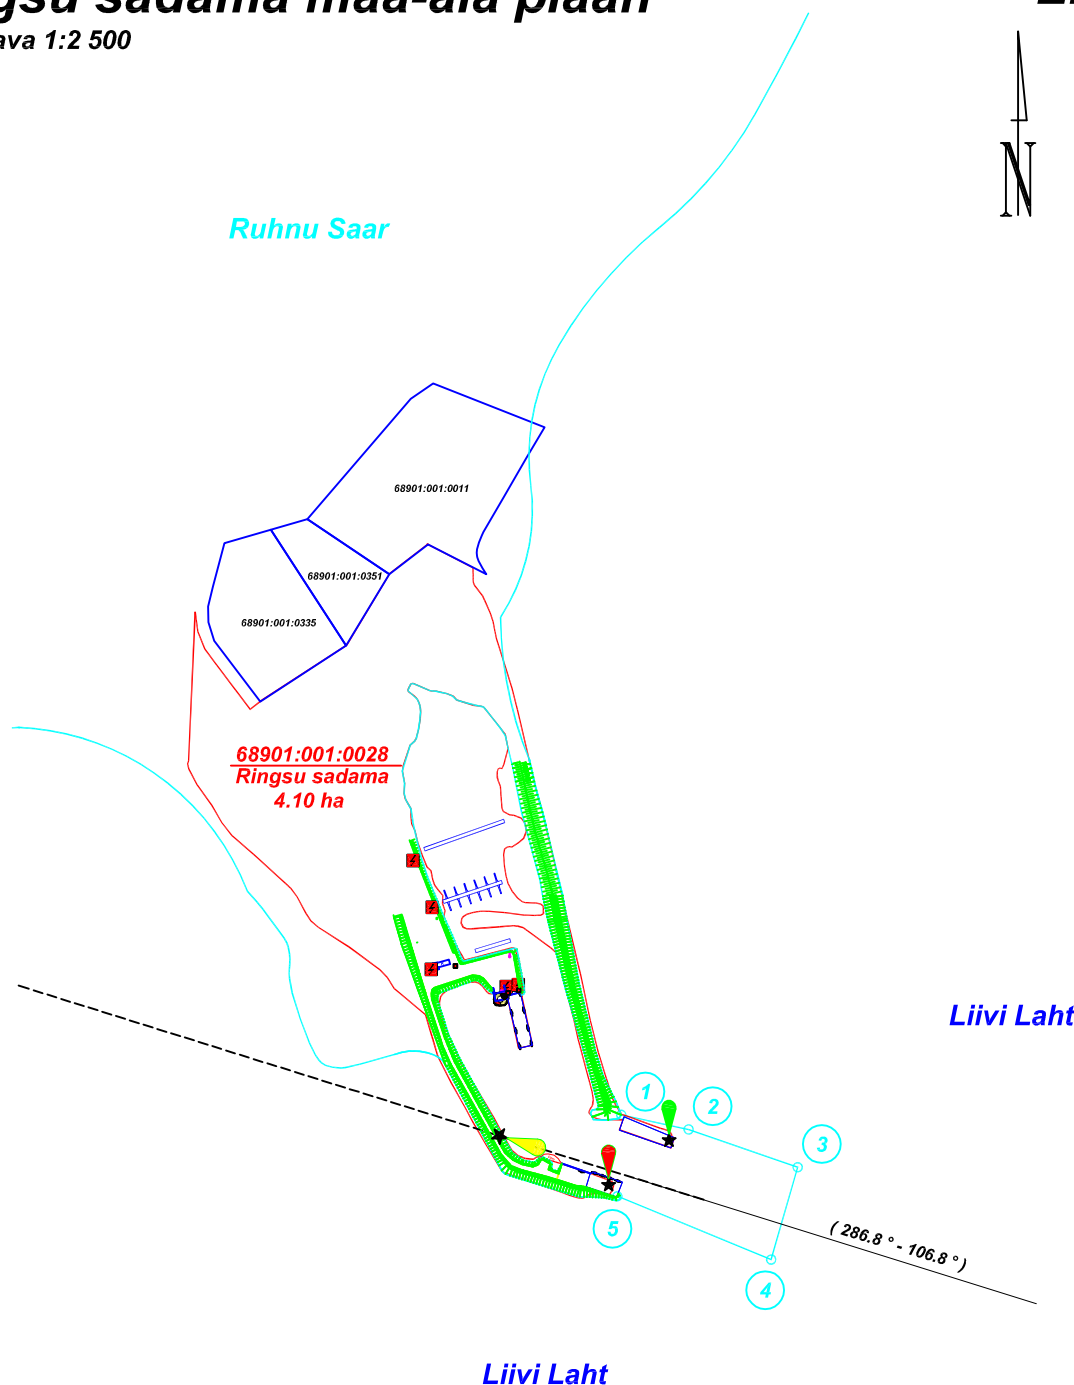 ava 1:2 500
N
Ruhnu Saar
68901:001:0011
68901:001:0351
68901:001:0335
68901:001:0028
Ringsu sadama
4.10 ha
Liivi Laht
1
2
3
( 286.8 ° - 106.8 ° )
5
4
Liivi Laht